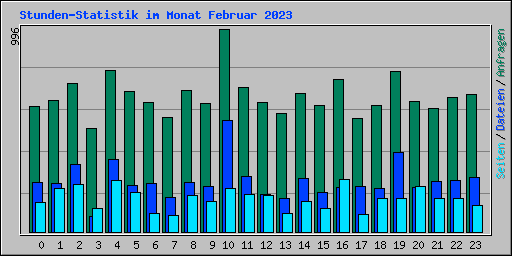 Stunden-Statistik im Monat Februar 2023
996
Seiten / Dateien / Anfragen
0 1 2 3 4 5 6 7 8 9 10 11 12 13 14 15 16 17 18 19 20 21 22 23